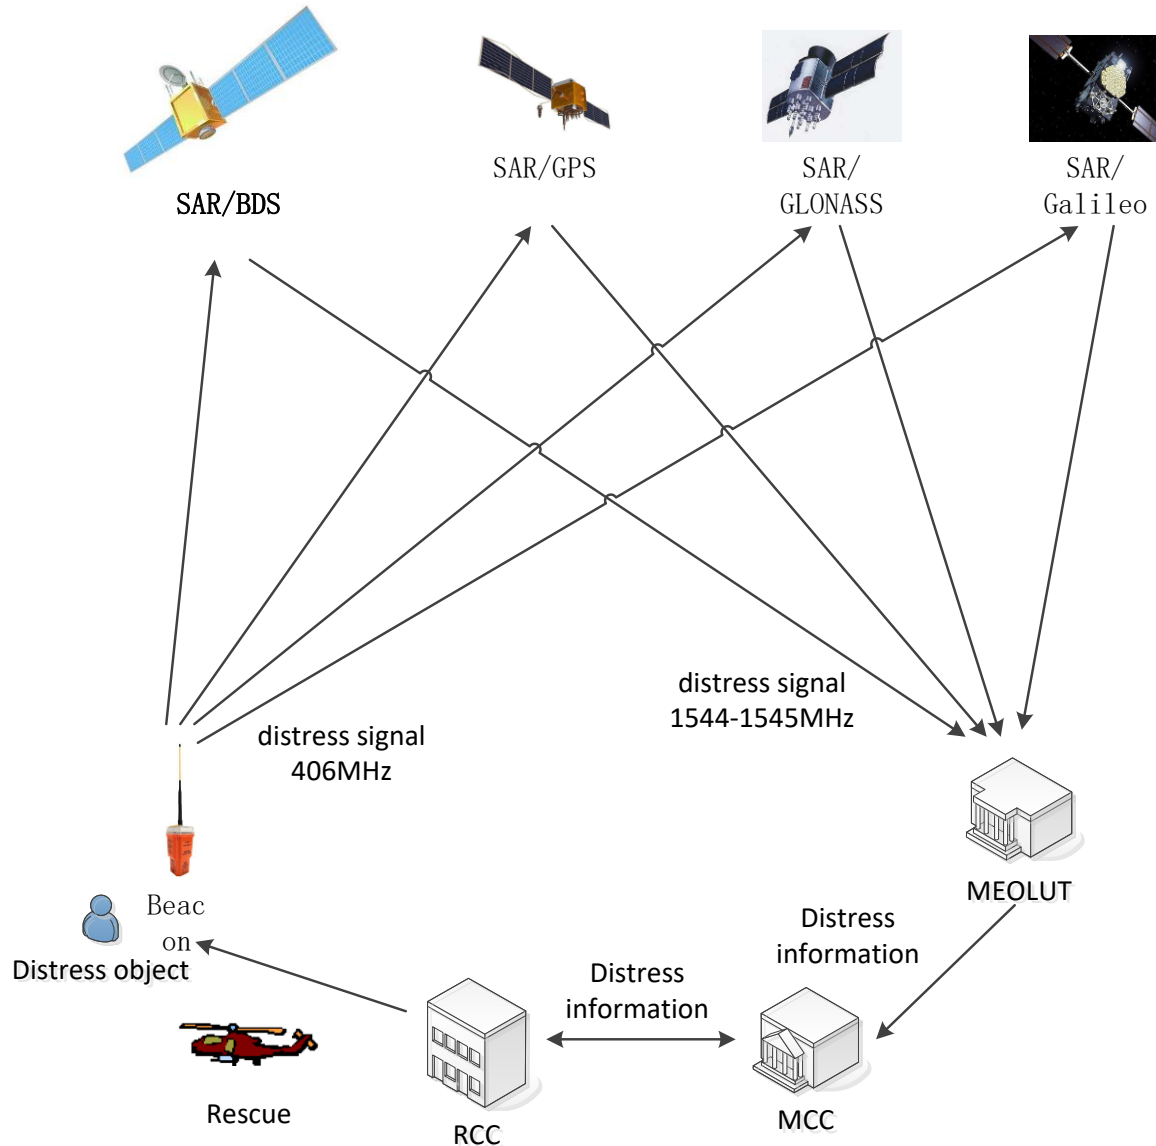 SAR/BDS
SAR/GPS
SAR/
GLONASS
SAR/
Galileo
distress signal
406MHz
distress signal
1544-1545MHz
MEOLUT
Beac
on
Distress object
Distress
information
Distress
information
Rescue
RCC
MCC